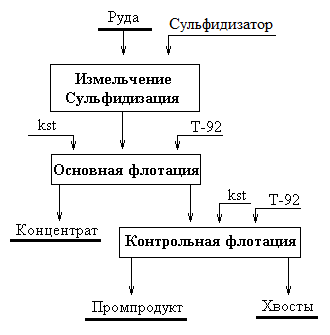 Руда
Сульфидизатор
Измельчение
Сульфидизация
kst
Т-92
Основная флотация
kst
Т-92
Концентрат
Контрольная флотация
Промпродукт
Хвосты